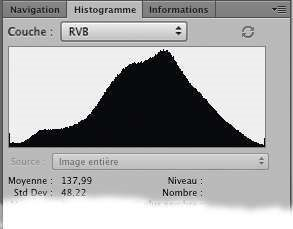 Navigation Histogramme Informations
Couche : RVB
Source : Image entière
Moyenne : 137,99 Niveau :
Std Dev : 48,22 Nombre :